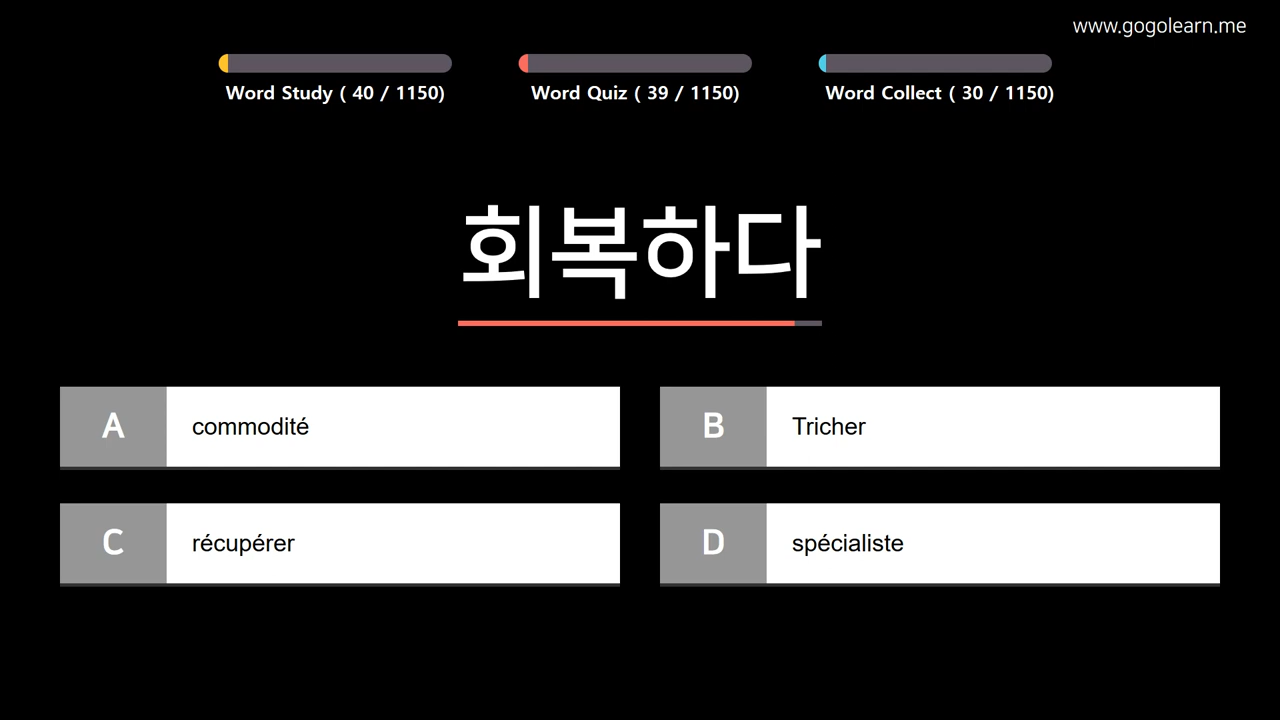 www.gogolearn.me
Word Study ( 40 / 1150)
Word Quiz ( 39 / 1150)
Word Collect ( 30 / 1150)
회복하다
A commodité
B Tricher
C récupérer
D spécialiste